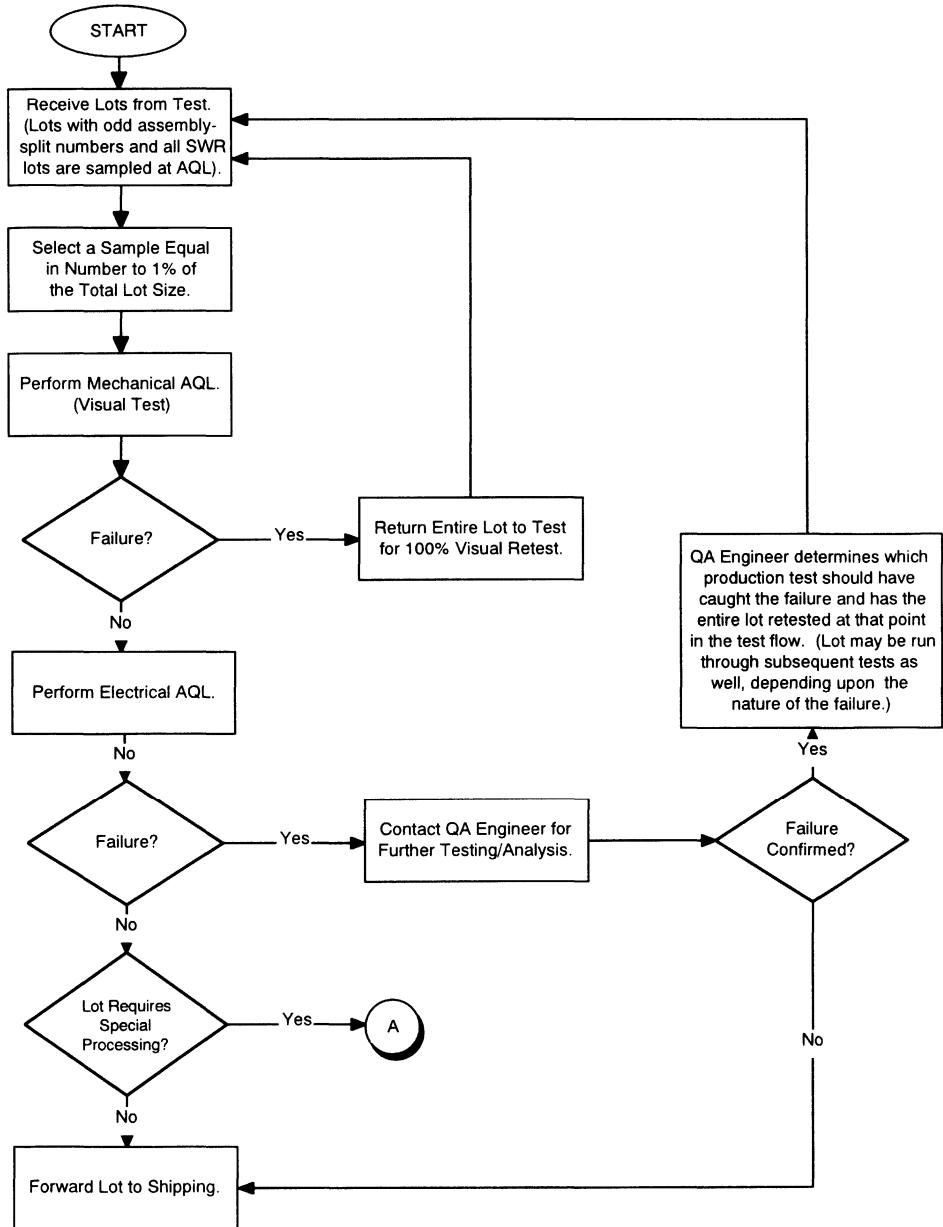 START
Receive Lots from Test.
(Lots with odd assembly-
split numbers and all SWR
lots are sampled at AQL).
Select a Sample Equal
in Number to 1% of
the Total Lot Size.
Perform Mechanical AQL.
(Visual Test)
Failure?
Yes
Return Entire Lot to Test
for 100% Visual Retest.
No
Perform Electrical AQL.
No
Failure?
Yes
Contact QA Engineer for
Further Testing/Analysis.
Failure
Confirmed?
Yes
QA Engineer determines which
production test should have
caught the failure and has the
entire lot retested at that point
in the test flow. (Lot may be run
through subsequent tests as
well, depending upon the
nature of the failure.)
No
No
Lot Requires
Special
Processing?
Yes
A
No
Forward Lot to Shipping.